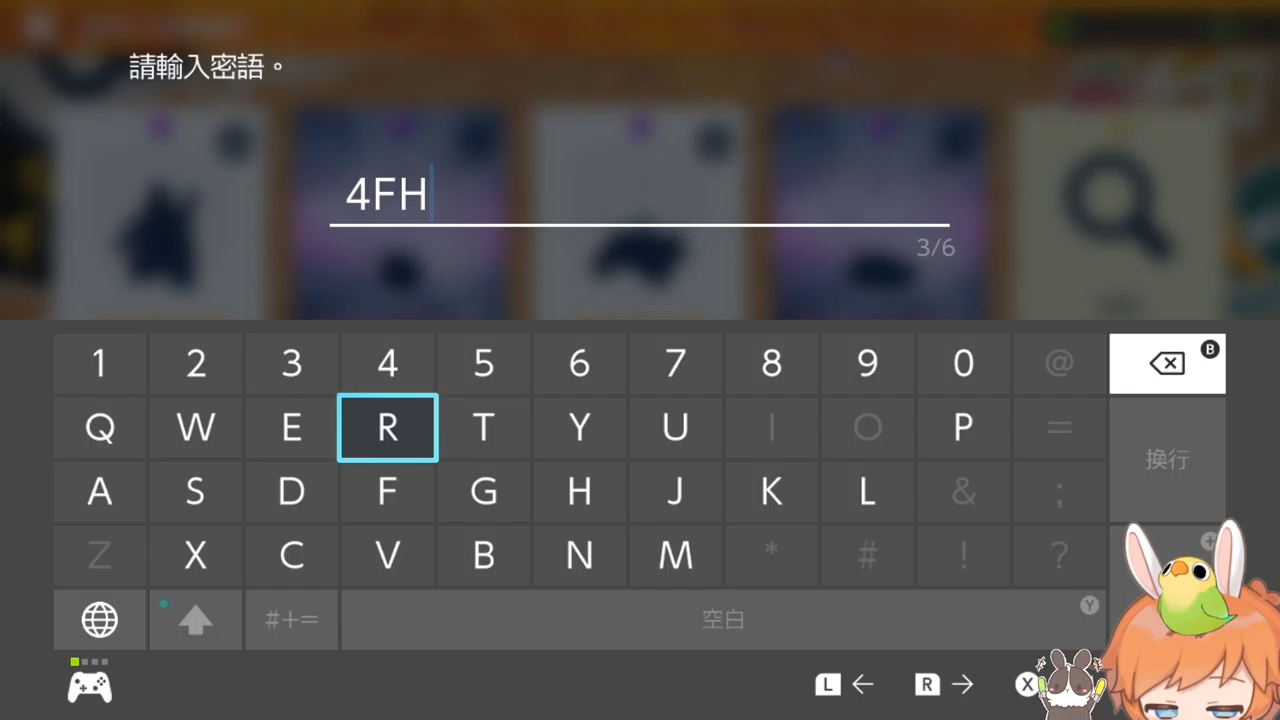 請輸入密語。
4FH
3/6
1 2 3 4 5 6 7 8 9 0 @ B
Q W E R T Y U I O P =
換行
A S D F G H J K L & ;
Z X C V B N M * # ! ? +
#+= 空白 Y
L ← R → X